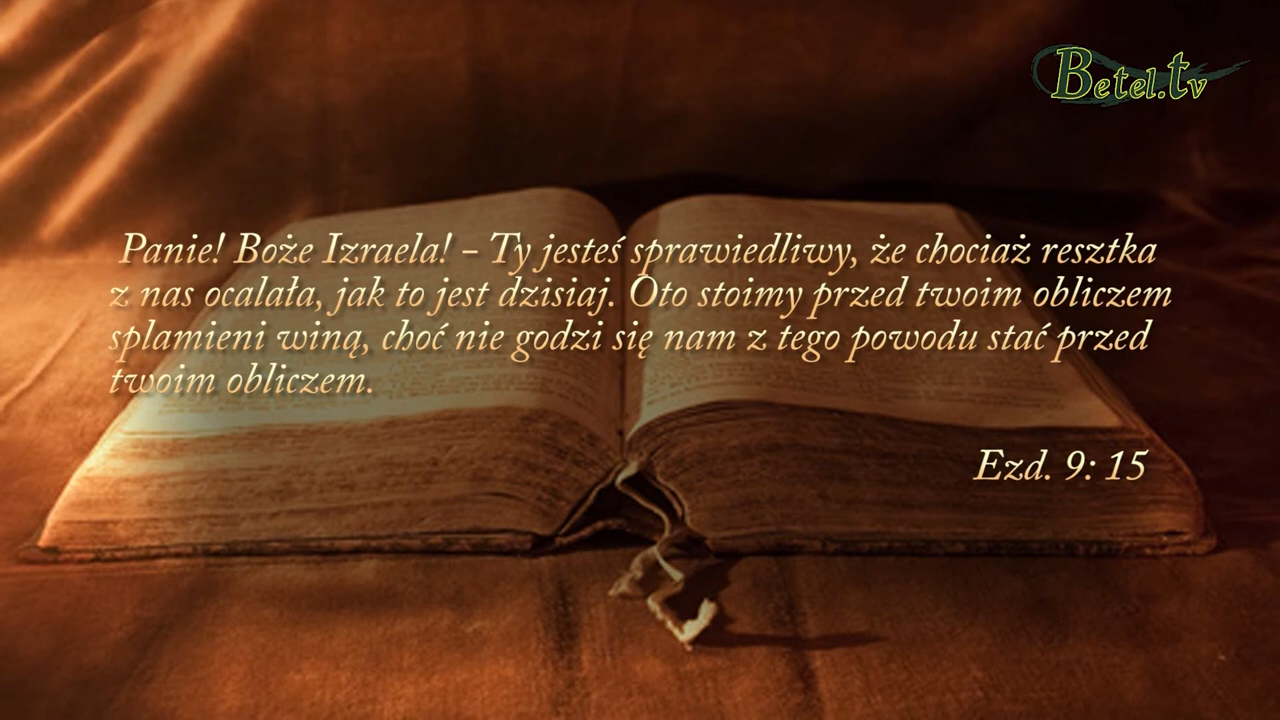 Betel.tv
Panie! Boże Izraela! – Ty jesteś sprawiedliwy, że chociaż resztka
z nas ocalała, jak to jest dzisiaj. Oto stoimy przed twoim obliczem
splamieni winą, choć nie godzi się nam z tego powodu stać przed
twoim obliczem.
Ezd. 9: 15